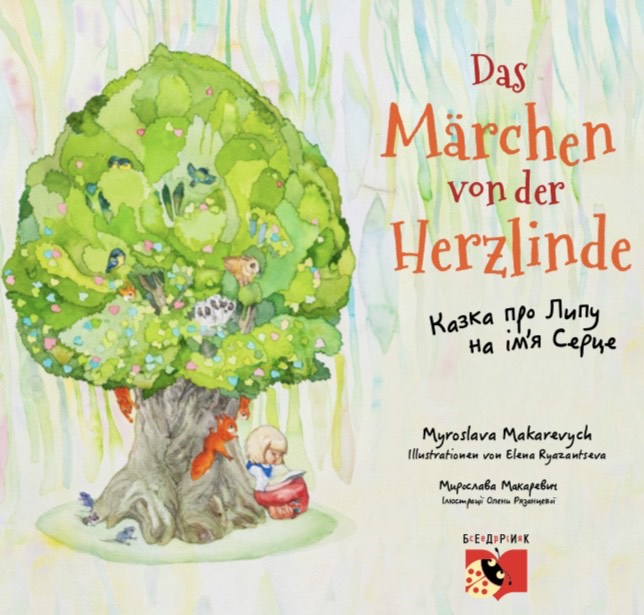 Das
Märchen
von der
Herzlinde
Казка про Липу
на ім'я Серце
Myroslava Makarevych
Illustrationen von Elena Ryazantseva
Мирослава Макаревич
Ілюстрації Олени Рязанцевої